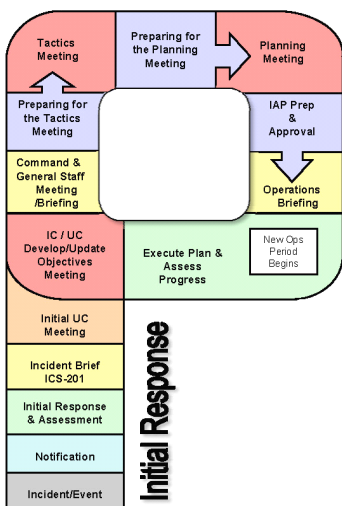 Tactics
Meeting
Preparing for
the Planning
Meeting
Planning
Meeting
Preparing for
the Tactics
Meeting
IAP Prep
&
Approval
Command &
General Staff
Meeting
/Briefing
Operations
Briefing
IC / UC
Develop/Update
Objectives
Meeting
Execute Plan &
Assess
Progress
New Ops
Period
Begins
Initial UC
Meeting
Incident Brief
ICS-201
Initial Response
& Assessment
Notification
Incident/Event
Initial Response